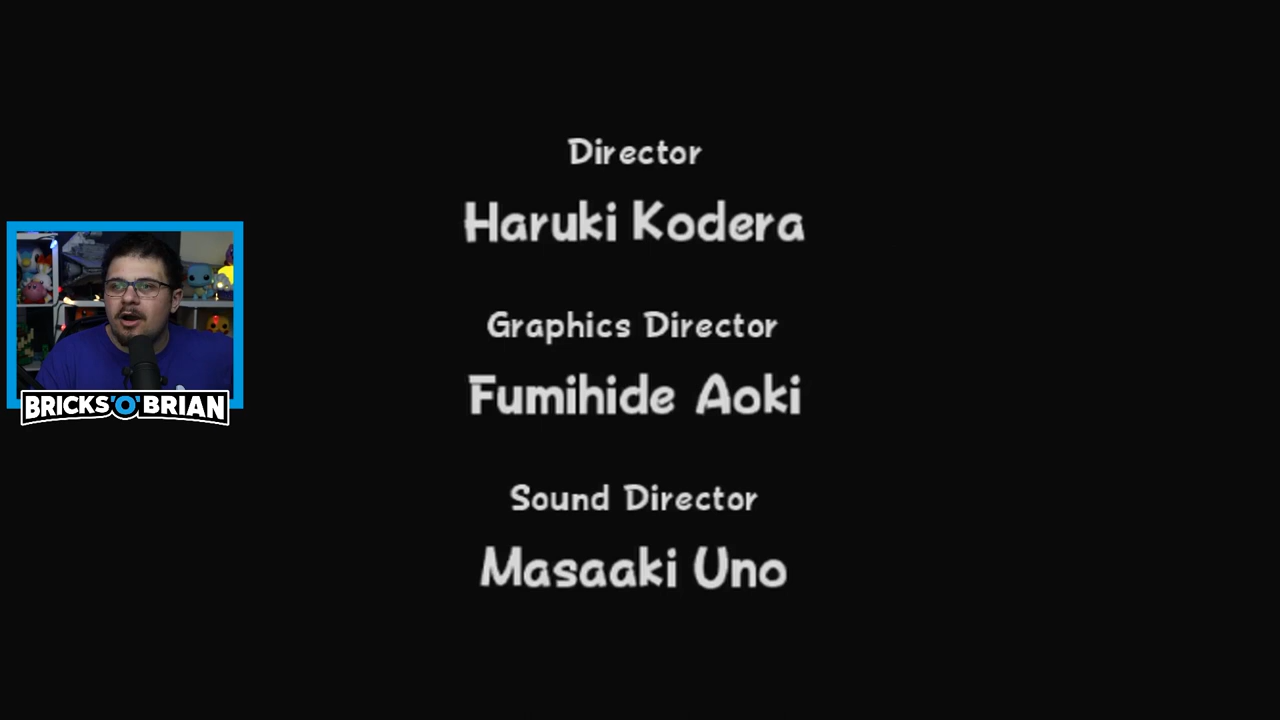 Director
Haruki Kodera
Graphics Director
Fumihide Aoki
Sound Director
Masaaki Uno
BRICKS'O'BRIAN